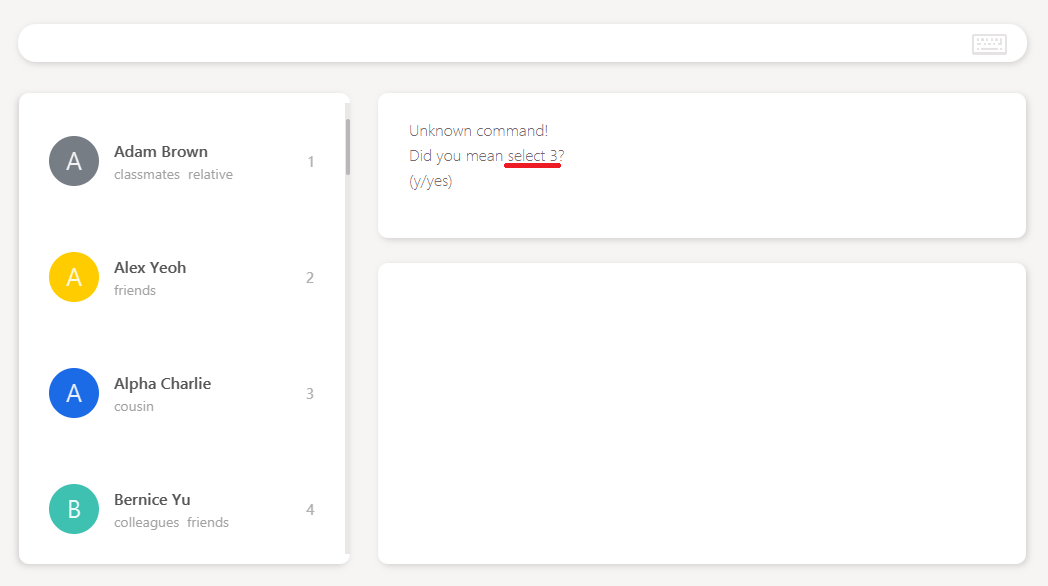 A
Adam Brown
1
classmates relative
A
Alex Yeoh
2
friends
A
Alpha Charlie
3
cousin
B
Bernice Yu
4
colleagues friends
Unknown command!
Did you mean select 3?
(y/yes)